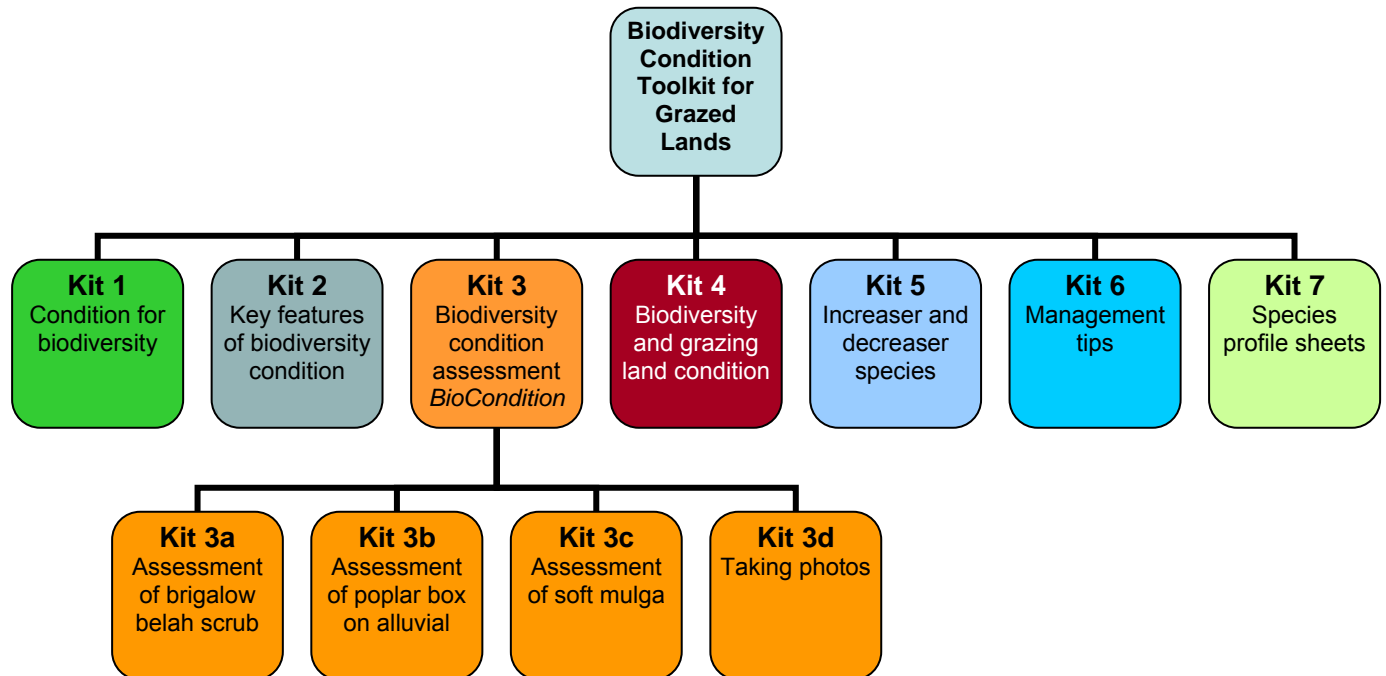 Biodiversity
Condition
Toolkit for
Grazed
Lands
Kit 1
Condition for
biodiversity
Kit 2
Key features
of biodiversity
condition
Kit 3
Biodiversity
condition
assessment
BioCondition
Kit 4
Biodiversity
and grazing
land condition
Kit 5
Increaser and
decreaser
species
Kit 6
Management
tips
Kit 7
Species
profile sheets
Kit 3a
Assessment
of brigalow
belah scrub
Kit 3b
Assessment
of poplar box
on alluvial
Kit 3c
Assessment
of soft mulga
Kit 3d
Taking photos